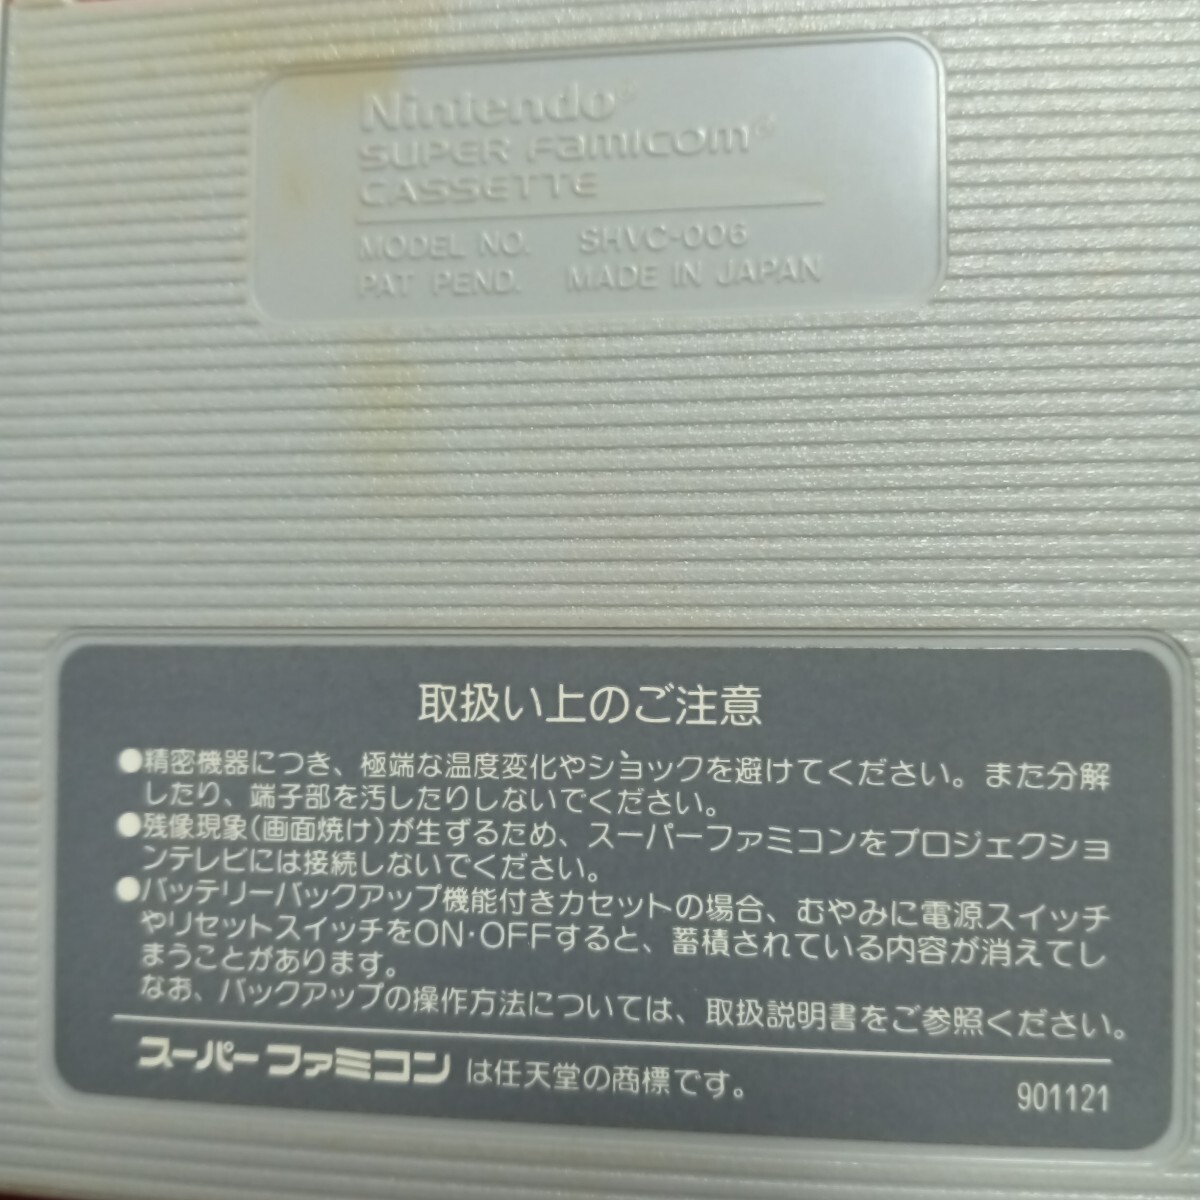 Nintendo®
SUPER Famicom®
CASSETTE
MODEL NO. SHVC-006
PAT PEND. MADE IN JAPAN
取扱い上のご注意
●精密機器につき、極端な温度変化やショックを避けてください。また分解
したり、端子部を汚したりしないでください。
●残像現象(画面焼け)が生ずるため、スーパーファミコンをプロジェクショ
ンテレビには接続しないでください。
●バッテリーバックアップ機能付きカセットの場合、むやみに電源スイッチ
やリセットスイッチをON・OFFすると、蓄積されている内容が消えてし
まうことがあります。
なお、バックアップの操作方法については、取扱説明書をご参照ください。
スーパーファミコン は任天堂の商標です。
901121